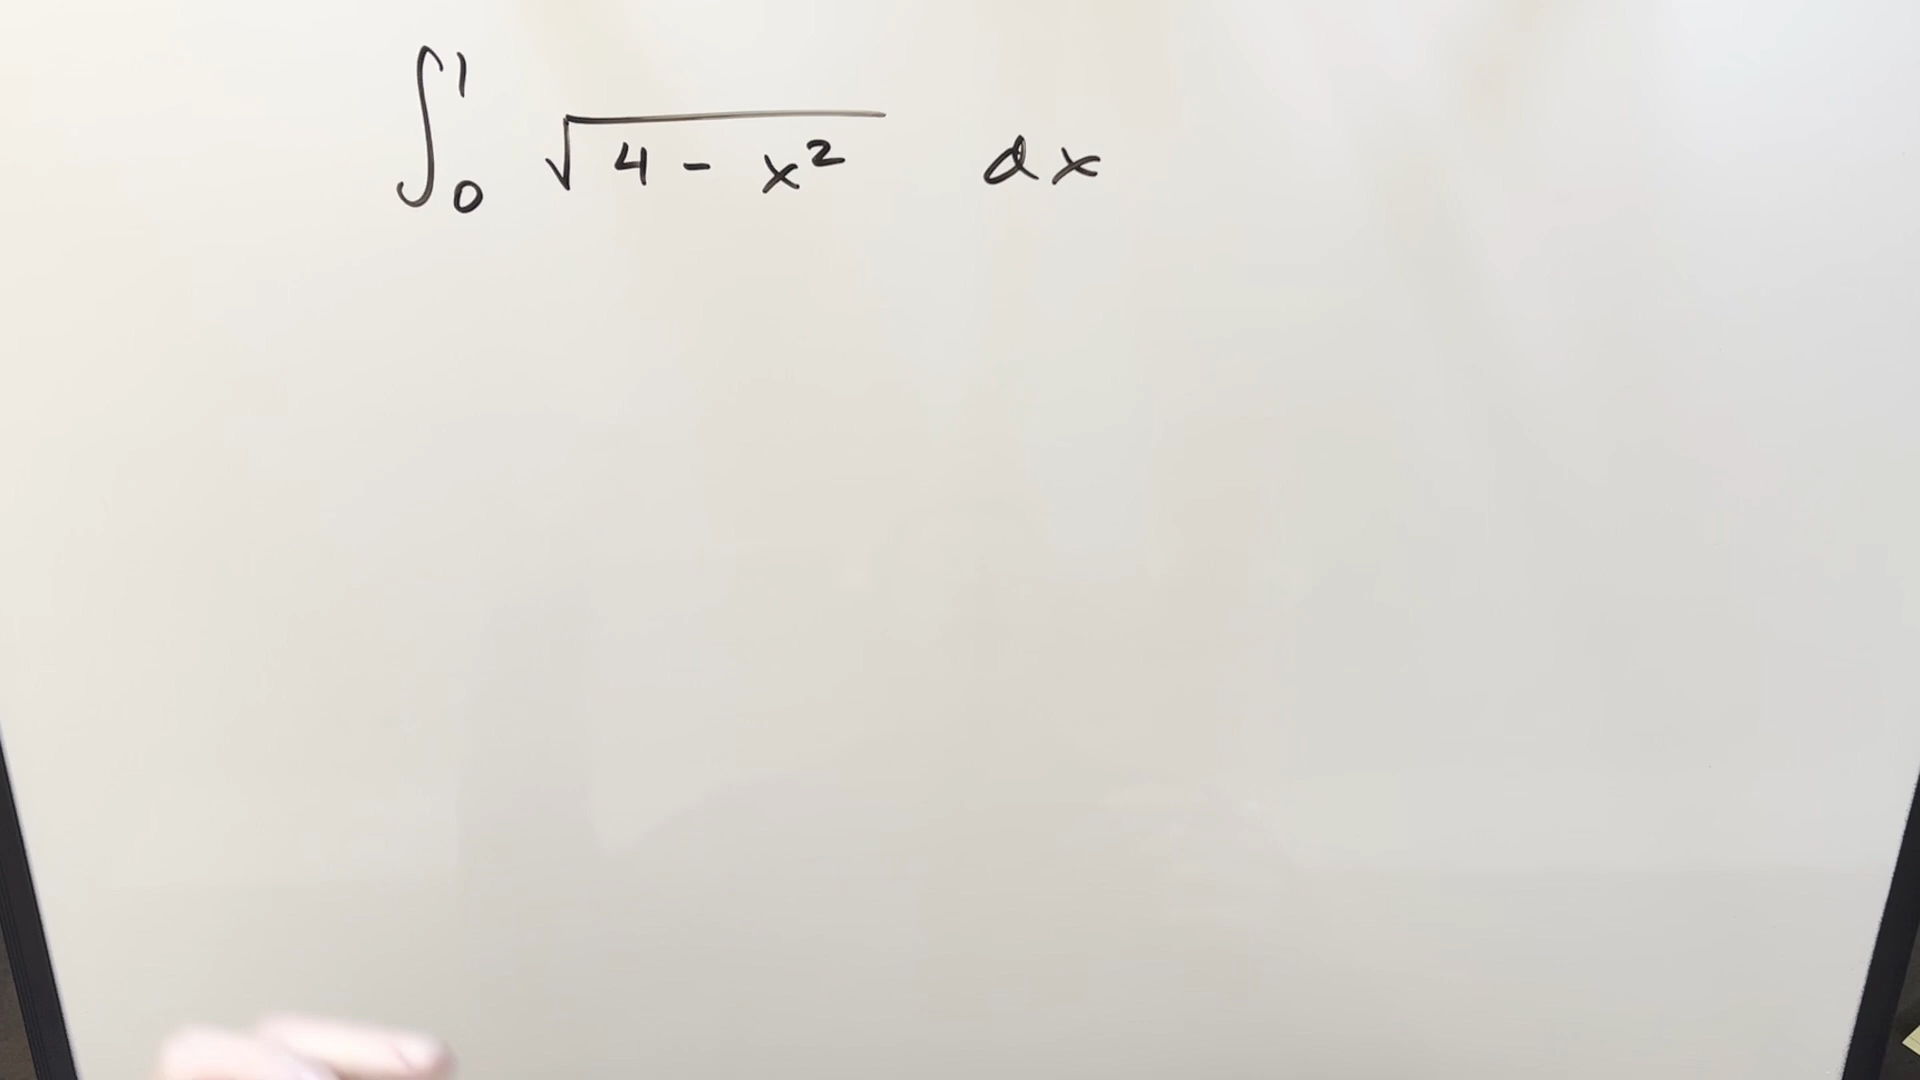 ∫₀¹ √(4 - x²) dx